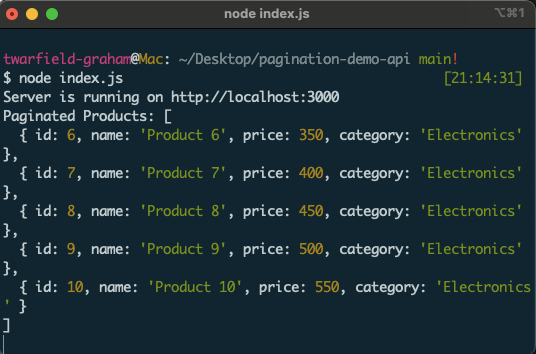 node index.js
⌥⌘1
twarfield-graham@Mac: ~/Desktop/pagination-demo-api main!
$ node index.js [21:14:31]
Server is running on http://localhost:3000
Paginated Products: [
  { id: 6, name: 'Product 6', price: 350, category: 'Electronics'
},
  { id: 7, name: 'Product 7', price: 400, category: 'Electronics'
},
  { id: 8, name: 'Product 8', price: 450, category: 'Electronics'
},
  { id: 9, name: 'Product 9', price: 500, category: 'Electronics'
},
  { id: 10, name: 'Product 10', price: 550, category: 'Electronics
' }
]